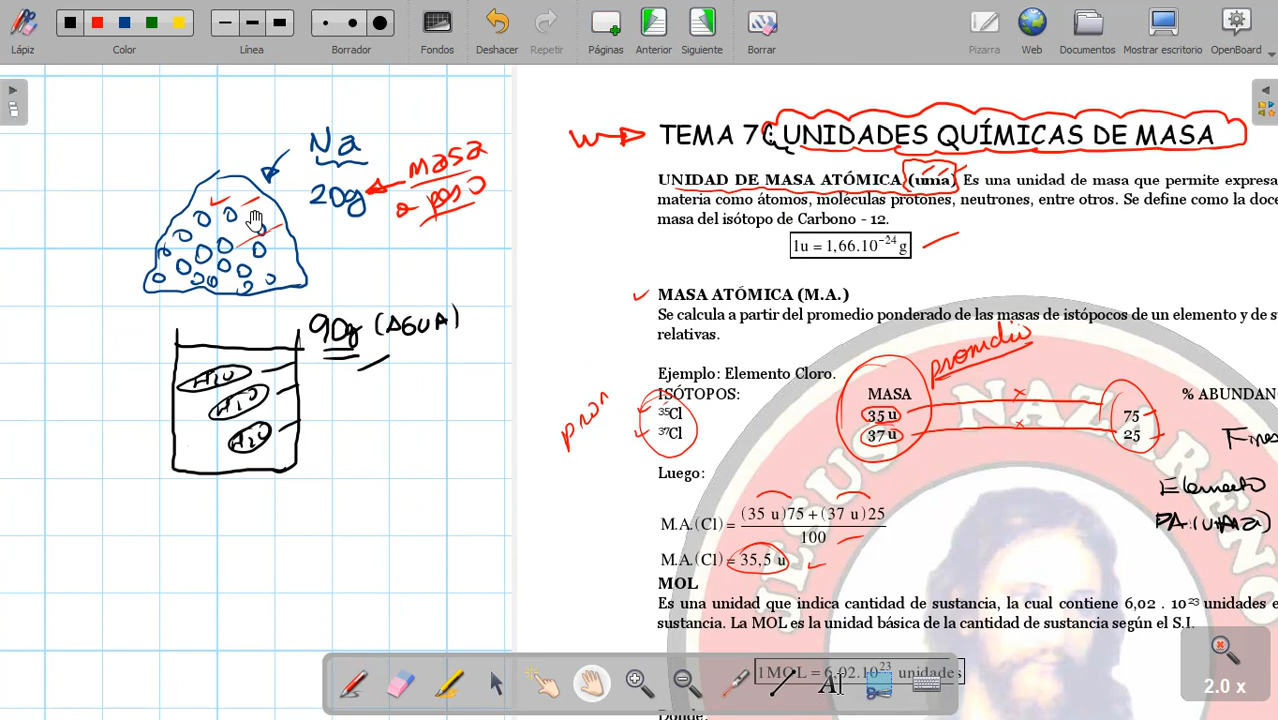 Lápiz
Color
Línea
Borrador
Fondos
Deshacer
Repetir
Páginas
Anterior
Siguiente
Borrar
Pizarra
Web
Documentos
Mostrar escritorio
OpenBoard
Na
20g
masa
o peso
90g (AGUA)
H2O
H2O
H2O
TEMA 7
UNIDADES QUÍMICAS DE MASA
UNIDAD DE MASA ATÓMICA (uma) Es una unidad de masa que permite expresa
materia como átomos, moléculas protones, neutrones, entre otros. Se define como la doce
masa del isótopo de Carbono - 12.
1u = 1,66.10⁻²⁴ g
MASA ATÓMICA (M.A.)
Se calcula a partir del promedio ponderado de las masas de istópocos de un elemento y de s
relativas.
promedio
Ejemplo: Elemento Cloro.
ISÓTOPOS: MASA % ABUNDAN
³⁵Cl 35 u 75
³⁷Cl 37 u 25
pron
Luego:
Elemento
M.A.(Cl) = (35 u)75 + (37 u)25
100
M.A.(Cl) = 35,5 u
MOL
Es una unidad que indica cantidad de sustancia, la cual contiene 6,02 . 10²³ unidades e
sustancia. La MOL es la unidad básica de la cantidad de sustancia según el S.I.
1MOL = 6,02.10²³ unidades
Donde:
JESUS NAZARENO
2.0 x